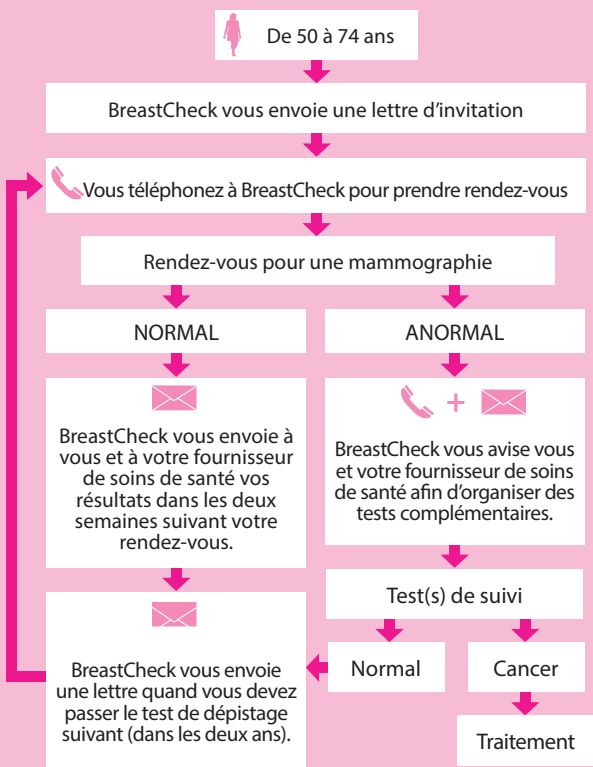 De 50 à 74 ans
BreastCheck vous envoie une lettre d'invitation
Vous téléphonez à BreastCheck pour prendre rendez-vous
Rendez-vous pour une mammographie
NORMAL
ANORMAL
BreastCheck vous envoie à
vous et à votre fournisseur
de soins de santé vos
résultats dans les deux
semaines suivant votre
rendez-vous.
+
BreastCheck vous avise vous
et votre fournisseur de soins
de santé afin d'organiser des
tests complémentaires.
Test(s) de suivi
Normal
Cancer
BreastCheck vous envoie
une lettre quand vous devez
passer le test de dépistage
suivant (dans les deux ans).
Traitement